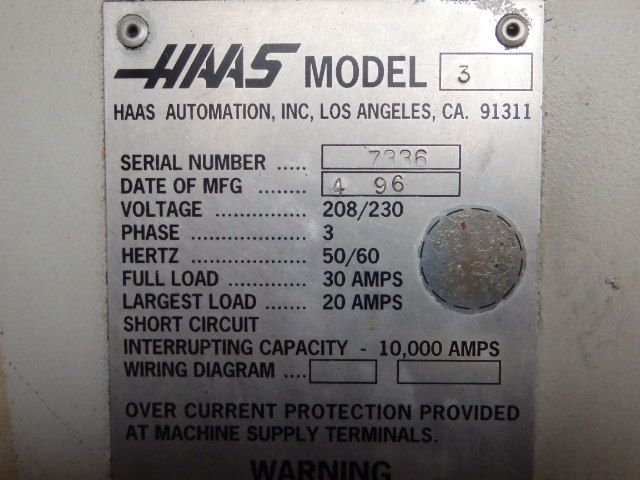 HAAS MODEL 3
HAAS AUTOMATION, INC, LOS ANGELES, CA. 91311
SERIAL NUMBER ..... 7336
DATE OF MFG ........ 4 96
VOLTAGE .............. 208/230
PHASE .................. 3
HERTZ .................. 50/60
FULL LOAD ........... 30 AMPS
LARGEST LOAD ..... 20 AMPS
SHORT CIRCUIT
INTERRUPTING CAPACITY - 10,000 AMPS
WIRING DIAGRAM ....
OVER CURRENT PROTECTION PROVIDED
AT MACHINE SUPPLY TERMINALS.
WARNING